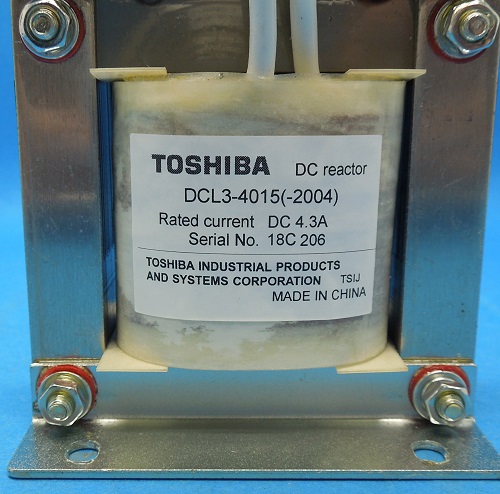 TOSHIBA DC reactor
DCL3-4015(-2004)
Rated current DC 4.3A
Serial No. 18C 206
TOSHIBA INDUSTRIAL PRODUCTS
AND SYSTEMS CORPORATION TSIJ
MADE IN CHINA